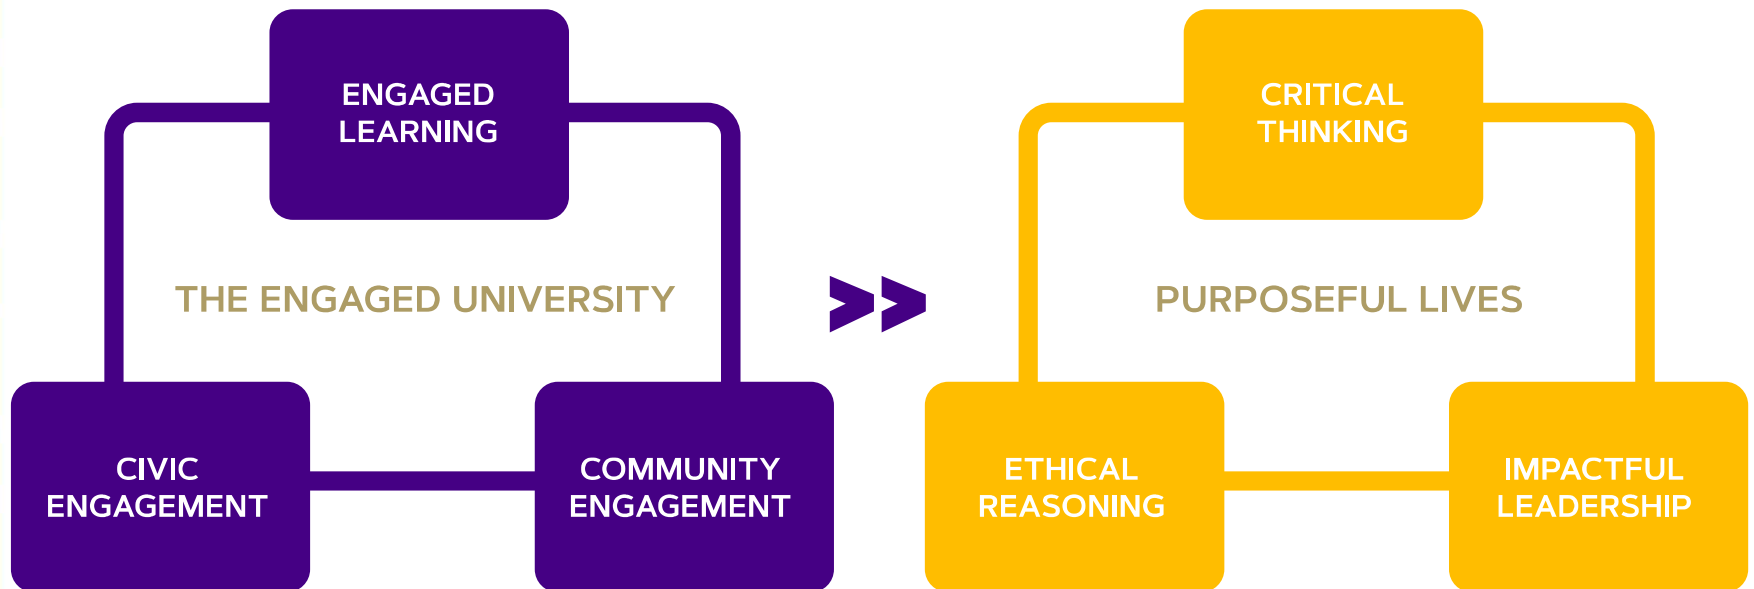 ENGAGED
LEARNING
THE ENGAGED UNIVERSITY
CIVIC
ENGAGEMENT
COMMUNITY
ENGAGEMENT
>>
CRITICAL
THINKING
PURPOSEFUL LIVES
ETHICAL
REASONING
IMPACTFUL
LEADERSHIP